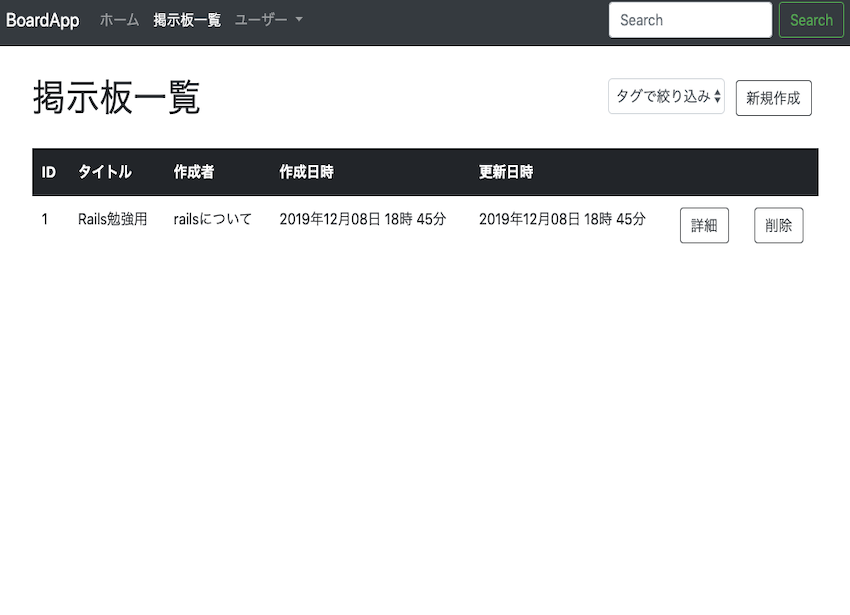 BoardApp ホーム 掲示板一覧 ユーザー Search Search
掲示板一覧 タグで絞り込み 新規作成
ID タイトル 作成者 作成日時 更新日時
1 Rails勉強用 railsについて 2019年12月08日 18時 45分 2019年12月08日 18時 45分 詳細 削除